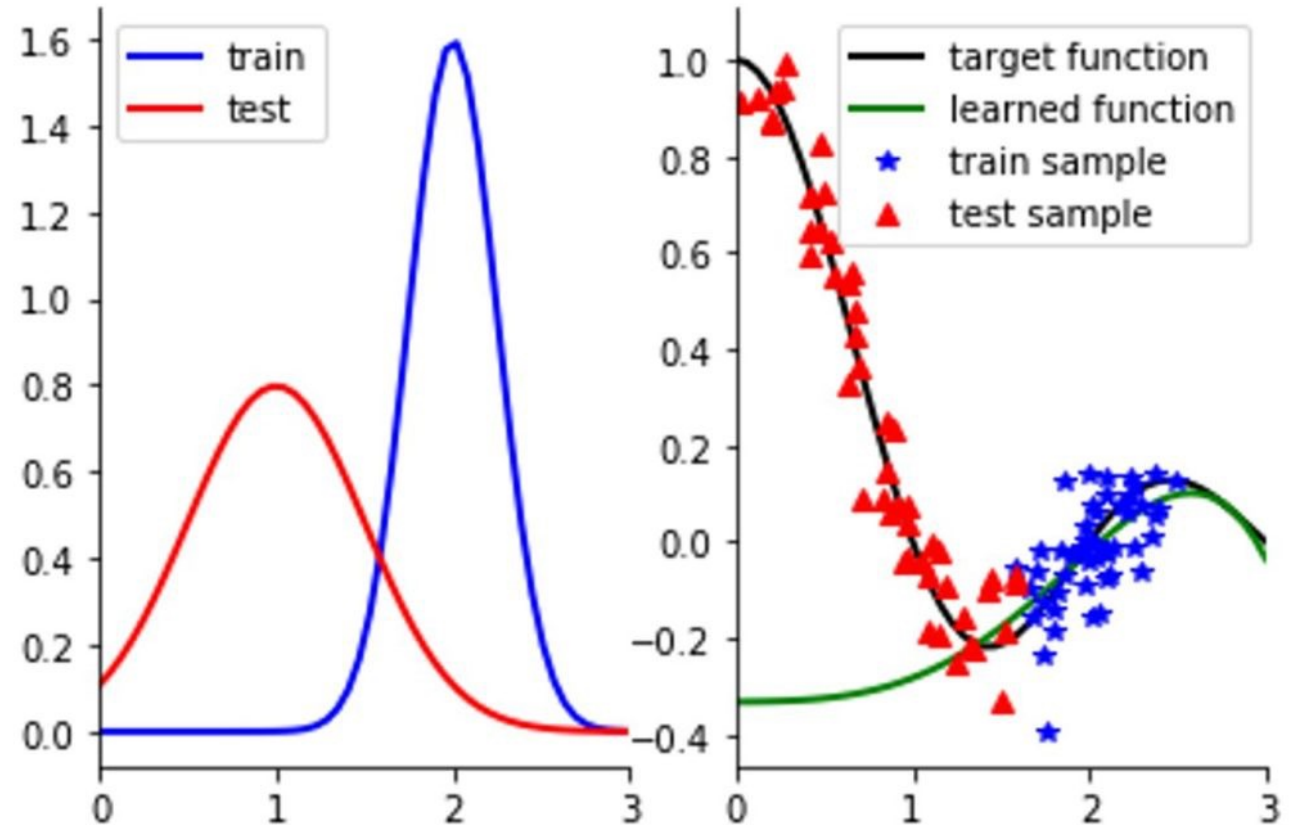 train
test
1.6
1.4
1.2
1.0
0.8
0.6
0.4
0.2
0.0
0 1 2 3
target function
learned function
train sample
test sample
1.0
0.8
0.6
0.4
0.2
0.0
−0.2
−0.4
0 1 2 3